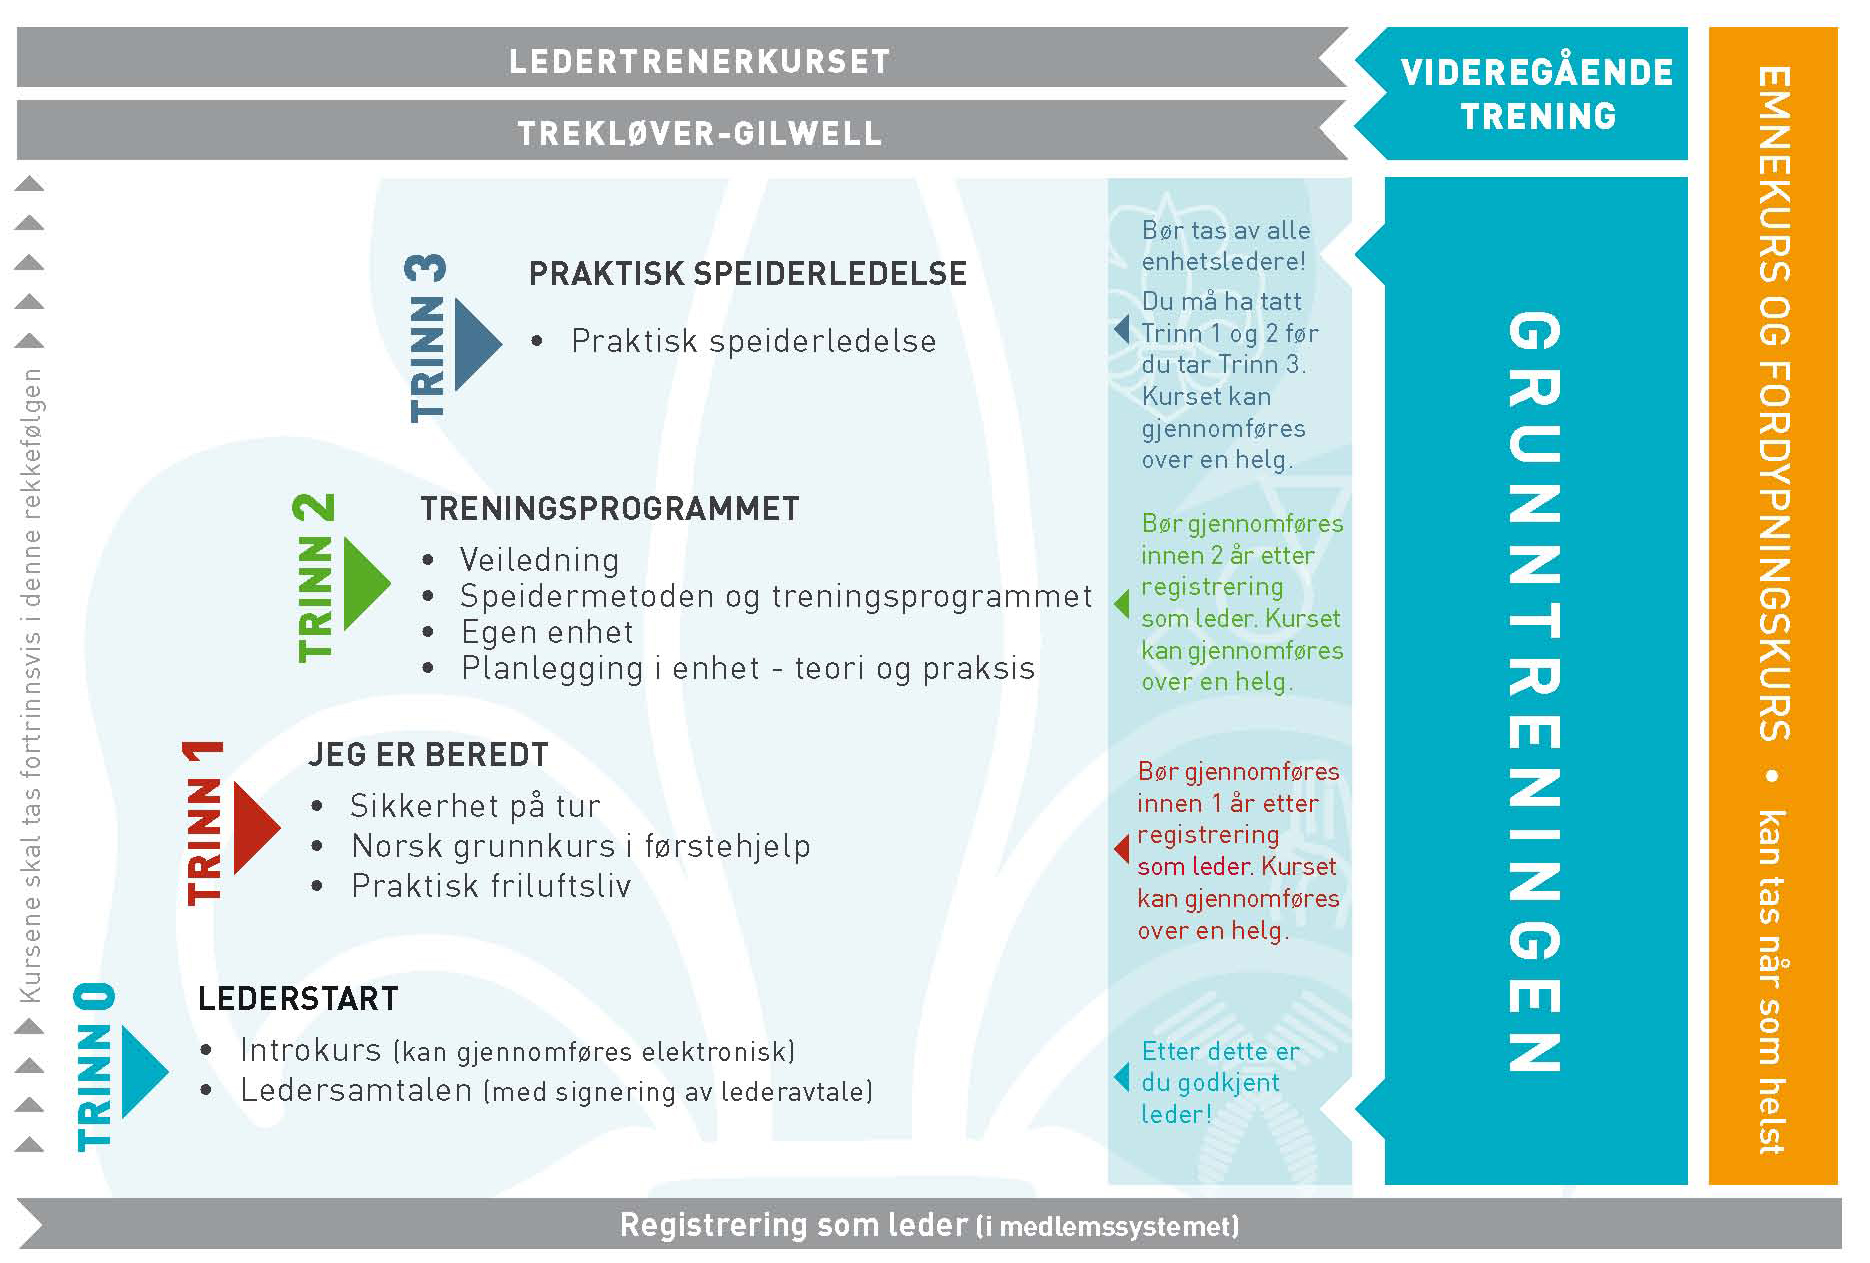 LEDERTRENERKURSET
TREKLØVER-GILWELL
VIDEREGÅENDE
TRENING
EMNEKURS OG FORDYPNINGSKURS • kan tas når som helst
GRUNNTRENINGEN
Kursene skal tas fortrinnsvis i denne rekkefølgen
TRINN 3
PRAKTISK SPEIDERLEDELSE
• Praktisk speiderledelse
Bør tas av alle
enhetsledere!
Du må ha tatt
Trinn 1 og 2 før
du tar Trinn 3.
Kurset kan
gjennomføres
over en helg.
TRINN 2
TRENINGSPROGRAMMET
• Veiledning
• Speidermetoden og treningsprogrammet
• Egen enhet
• Planlegging i enhet - teori og praksis
Bør gjennomføres
innen 2 år etter
registrering
som leder. Kurset
kan gjennomføres
over en helg.
TRINN 1
JEG ER BEREDT
• Sikkerhet på tur
• Norsk grunnkurs i førstehjelp
• Praktisk friluftsliv
Bør gjennomføres
innen 1 år etter
registrering
som leder. Kurset
kan gjennomføres
over en helg.
TRINN 0
LEDERSTART
• Introkurs (kan gjennomføres elektronisk)
• Ledersamtalen (med signering av lederavtale)
Etter dette er
du godkjent
leder!
Registrering som leder (i medlemssystemet)